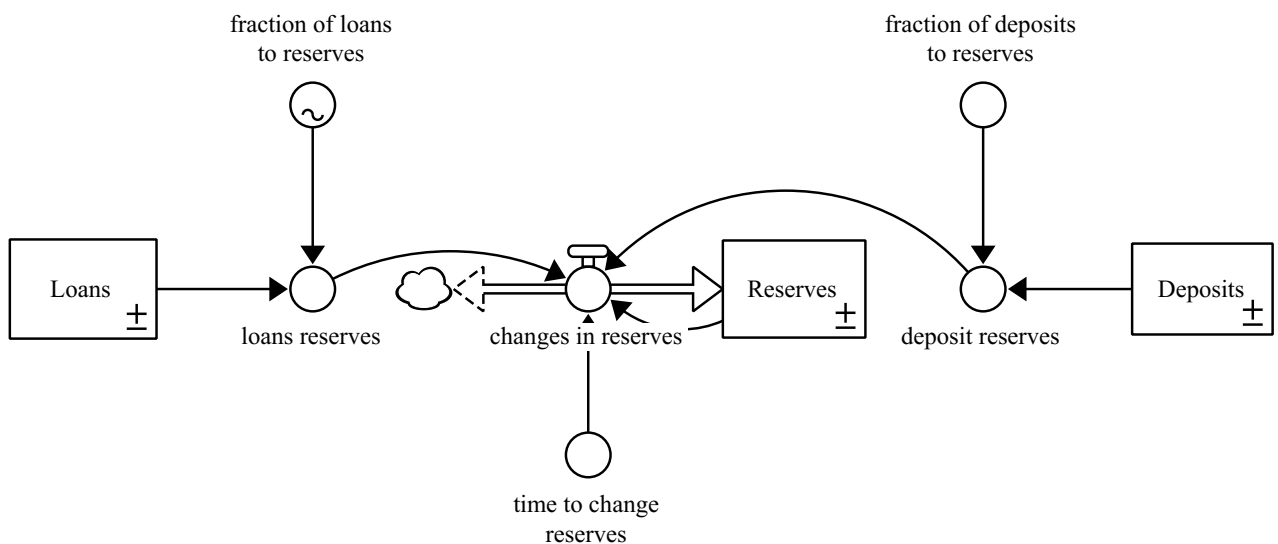 fraction of loans
to reserves
fraction of deposits
to reserves
Loans
±
loans reserves
changes in reserves
Reserves
±
deposit reserves
Deposits
±
time to change
reserves